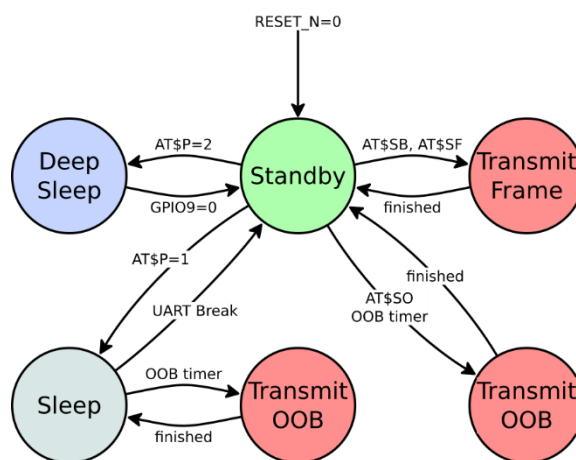 RESET_N=0
AT$P=2
AT$SB, AT$SF
Deep
Sleep
Standby
Transmit
Frame
GPIO9=0
finished
AT$P=1
finished
AT$SO
OOB timer
UART Break
OOB timer
Sleep
Transmit
OOB
Transmit
OOB
finished